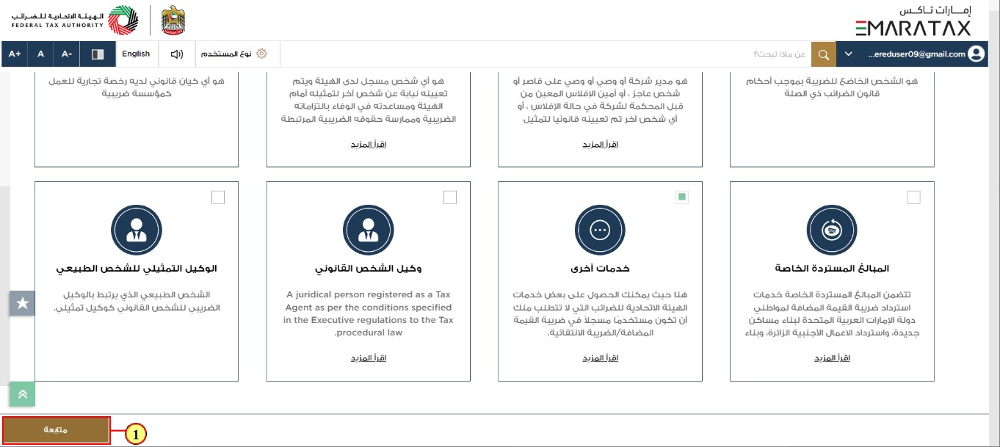 إمارات تاكس
EMARATAX
الهيئة الاتحادية للضرائب
FEDERAL TAX AUTHORITY
...ereduser09@gmail.com
عن ماذا تبحث؟
نوع المستخدم
English
A-
A
A+
هو الشخص الخاضع للضريبة بموجب أحكام
قانون الضرائب ذي الصلة
هو مدير شركة أو وصي أو وصي على قاصر أو
شخص عاجز ، أو أمين الإفلاس المعين من
قبل المحكمة لشركة في حالة الإفلاس ، أو
أي شخص آخر تم تعيينه قانونًيا لتمثيل
اقرأ المزيد
هو أي شخص مسجل لدى الهيئة ويتم
تعيينه نيابة عن شخص آخر لتمثيله أمام
الهيئة ومساعدته في الوفاء بالتزاماته
الضريبية وممارسة حقوقه الضريبية المرتبطة
اقرأ المزيد
هو أي كيان قانوني لديه رخصة تجارية للعمل
كمؤسسة ضريبية
المبالغ المستردة الخاصة
تتضمن المبالغ المستردة الخاصة خدمات
استرداد ضريبة القيمة المضافة لمواطني
دولة الإمارات العربية المتحدة لبناء مساكن
جديدة، واسترداد الاعمال الأجنبية الزائرة، وبناء
اقرأ المزيد
خدمات أخرى
هنا حيث يمكنك الحصول على بعض خدمات
الهيئة الاتحادية للضرائب التي لا تتطلب منك
أن تكون مستخدمًا مسجلاً في ضريبة القيمة
المضافة/الضريبة الانتقائية.
اقرأ المزيد
وكيل الشخص القانوني
A juridical person registered as a Tax
Agent as per the conditions specified
in the Executive regulations to the Tax
.procedural law
اقرأ المزيد
الوكيل التمثيلي للشخص الطبيعي
الشخص الطبيعي الذي يرتبط بالوكيل
الضريبي للشخص القانوني كوكيل تمثيلي.
متابعة
1